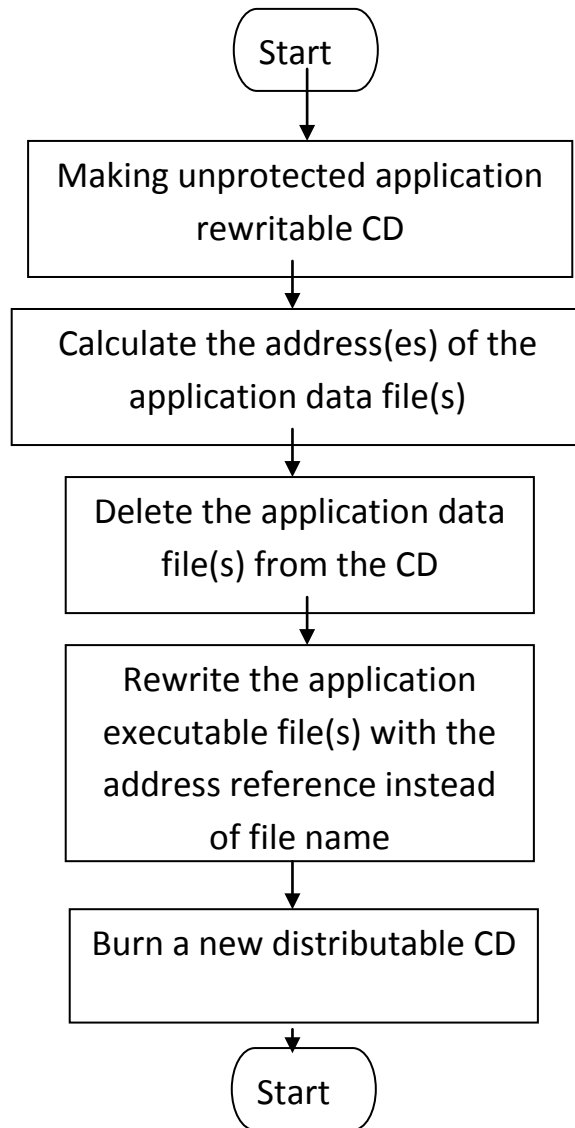 Start
Making unprotected application
rewritable CD
Calculate the address(es) of the
application data file(s)
Delete the application data
file(s) from the CD
Rewrite the application
executable file(s) with the
address reference instead
of file name
Burn a new distributable CD
Start